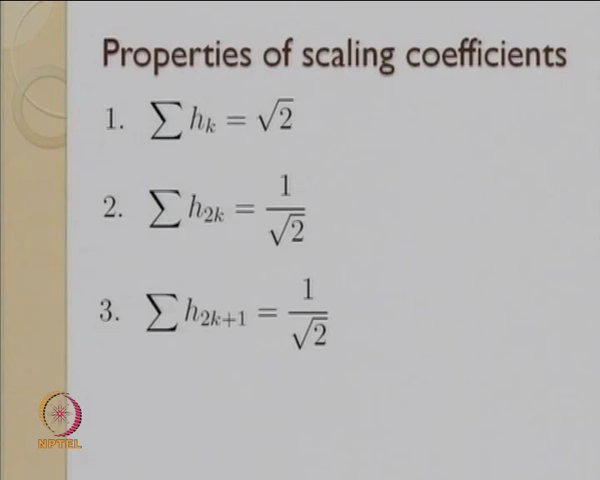 Properties of scaling coefficients
1. ∑ h_k = √2
2. ∑ h_{2k} = 1/√2
3. ∑ h_{2k+1} = 1/√2
NPTEL